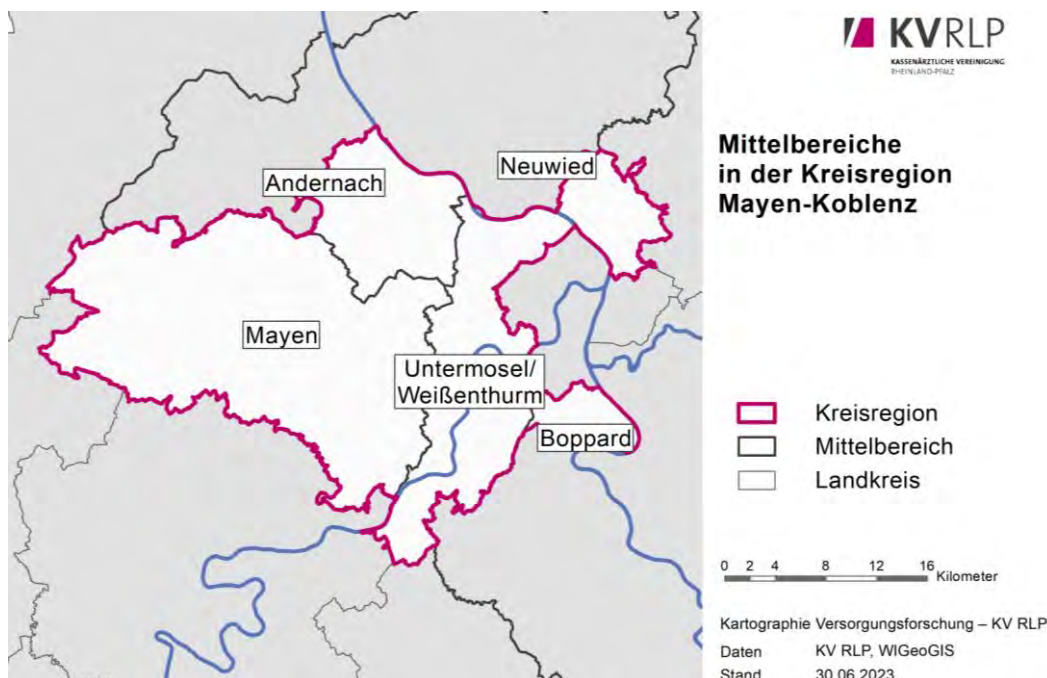 KVRLP
KASSENÄRZTLICHE VEREINIGUNG
RHEINLAND-PFALZ
Mittelbereiche
in der Kreisregion
Mayen-Koblenz
Neuwied
Andernach
Mayen
Untermosel/
Weißenthurm
Boppard
Kreisregion
Mittelbereich
Landkreis
0 2 4 8 12 16 Kilometer
Kartographie Versorgungsforschung – KV RLP
Daten KV RLP, WIGeoGIS
Stand 30.06.2023